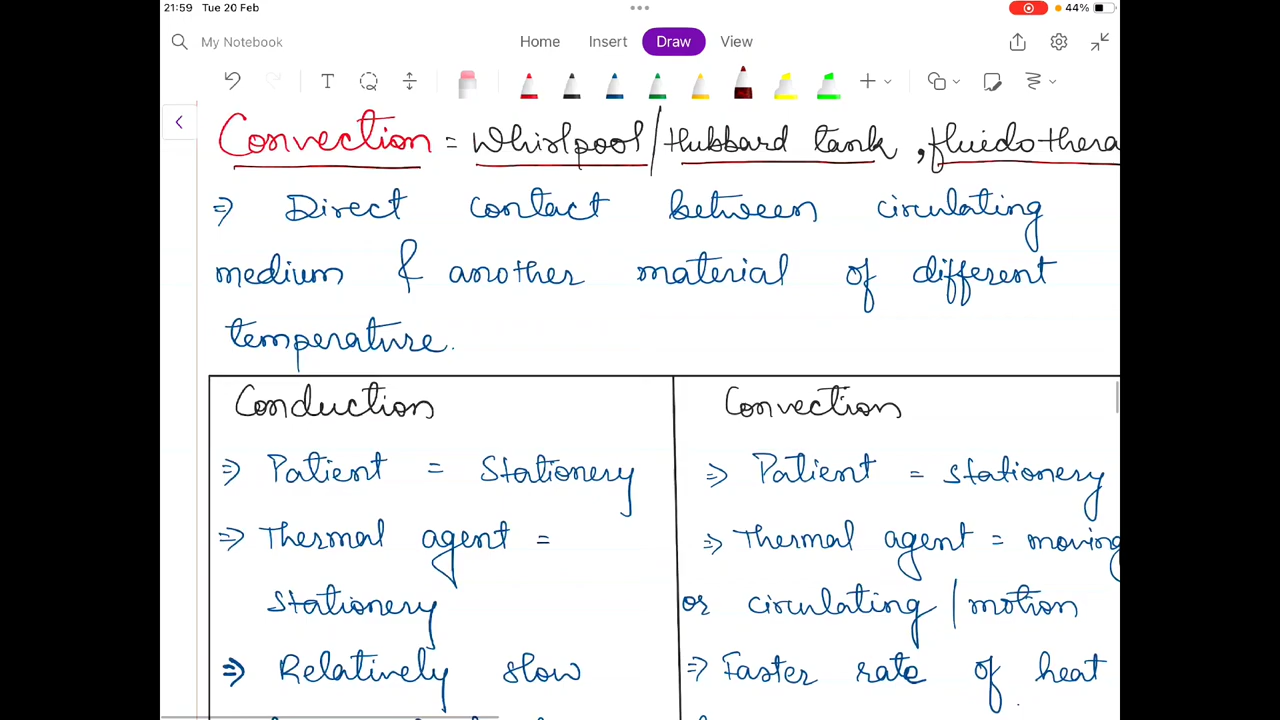 21:59 Tue 20 Feb
44%
My Notebook
Home Insert Draw View
T
Convection = Whirlpool/Hubbard tank, fluidothera
⇒ Direct contact between circulating
medium & another material of different
temperature.
Conduction
⇒ Patient = Stationery
⇒ Thermal agent =
Stationery
⇒ Relatively slow
Convection
⇒ Patient = stationery
⇒ Thermal agent = moving
or circulating/motion
⇒ Faster rate of heat